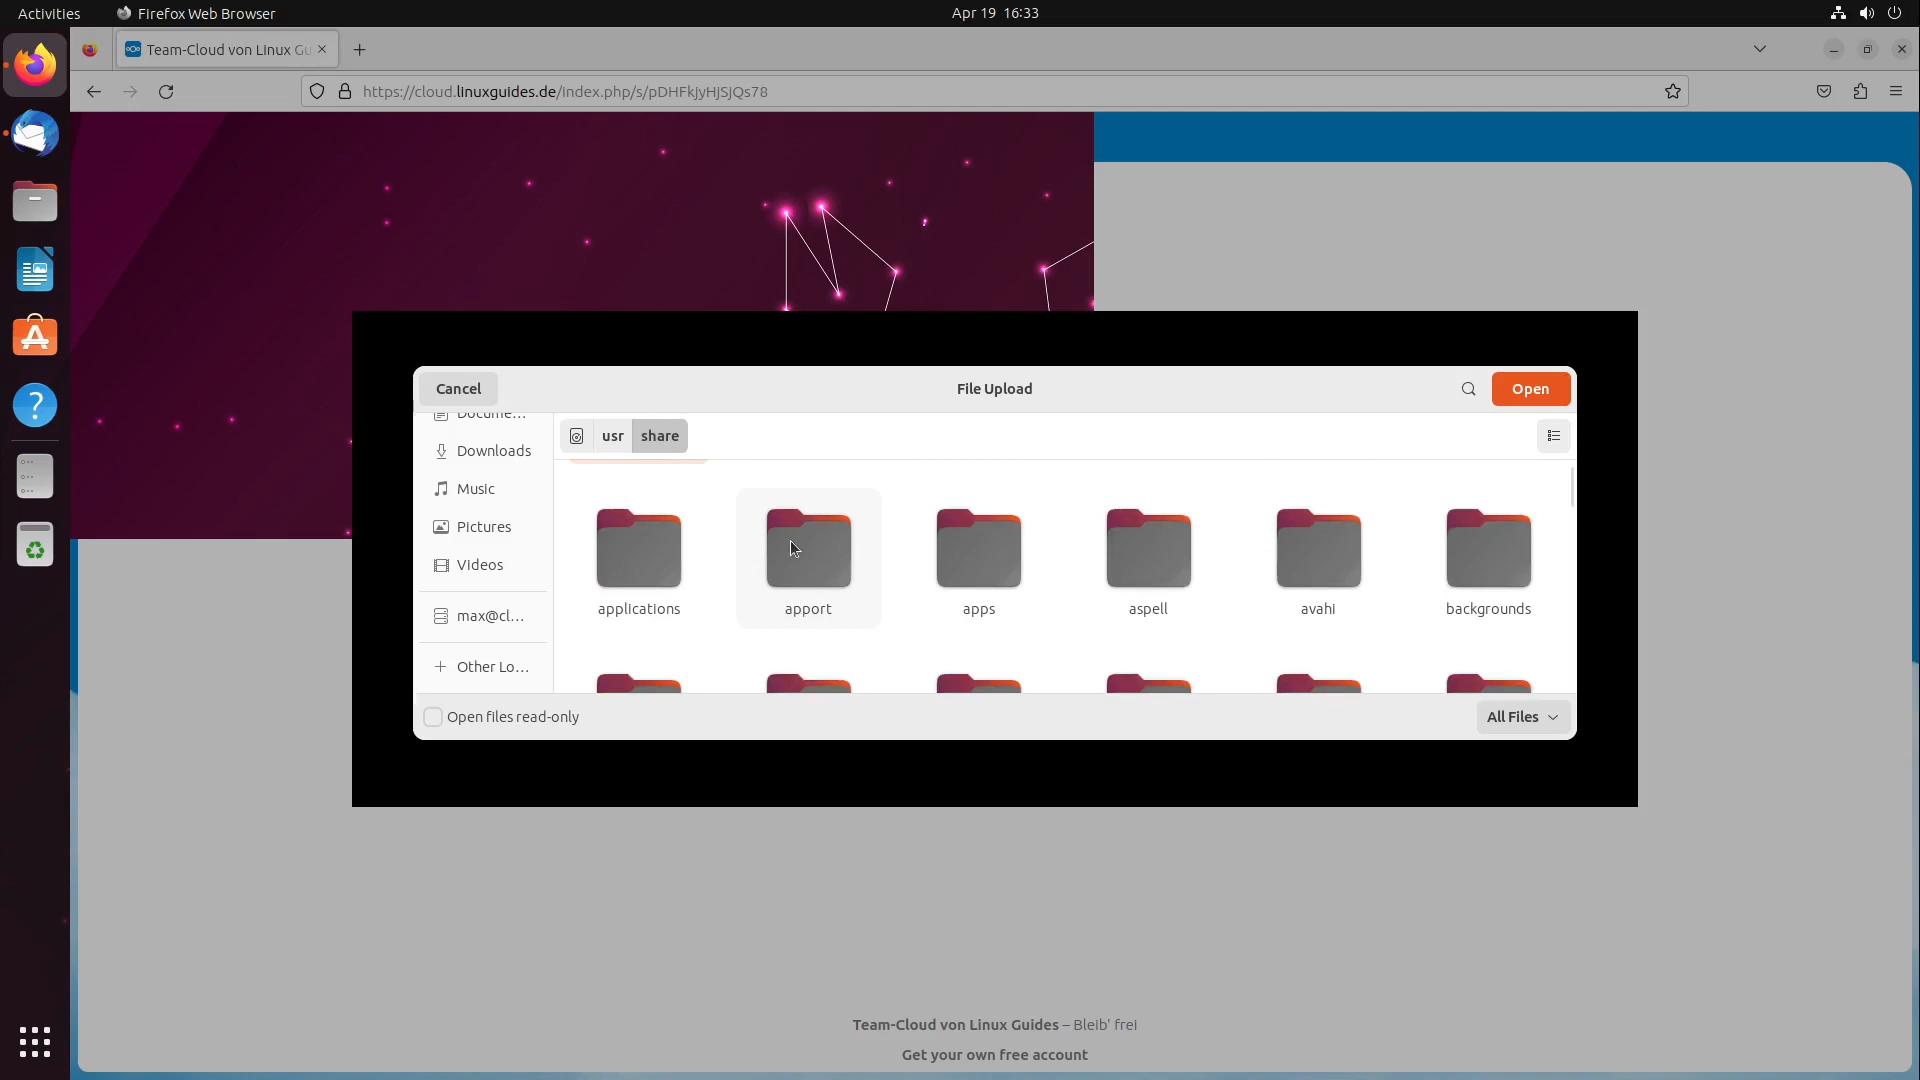 Activities
Firefox Web Browser
Apr 19 16:33
Team-Cloud von Linux Gu
https://cloud.linuxguides.de/index.php/s/pDHFkjyHJSjQs78
Cancel
File Upload
Open
Docume...
Downloads
Music
Pictures
Videos
max@cl...
Other Lo...
usr
share
applications
apport
apps
aspell
avahi
backgrounds
Open files read-only
All Files
Team-Cloud von Linux Guides – Bleib' frei
Get your own free account